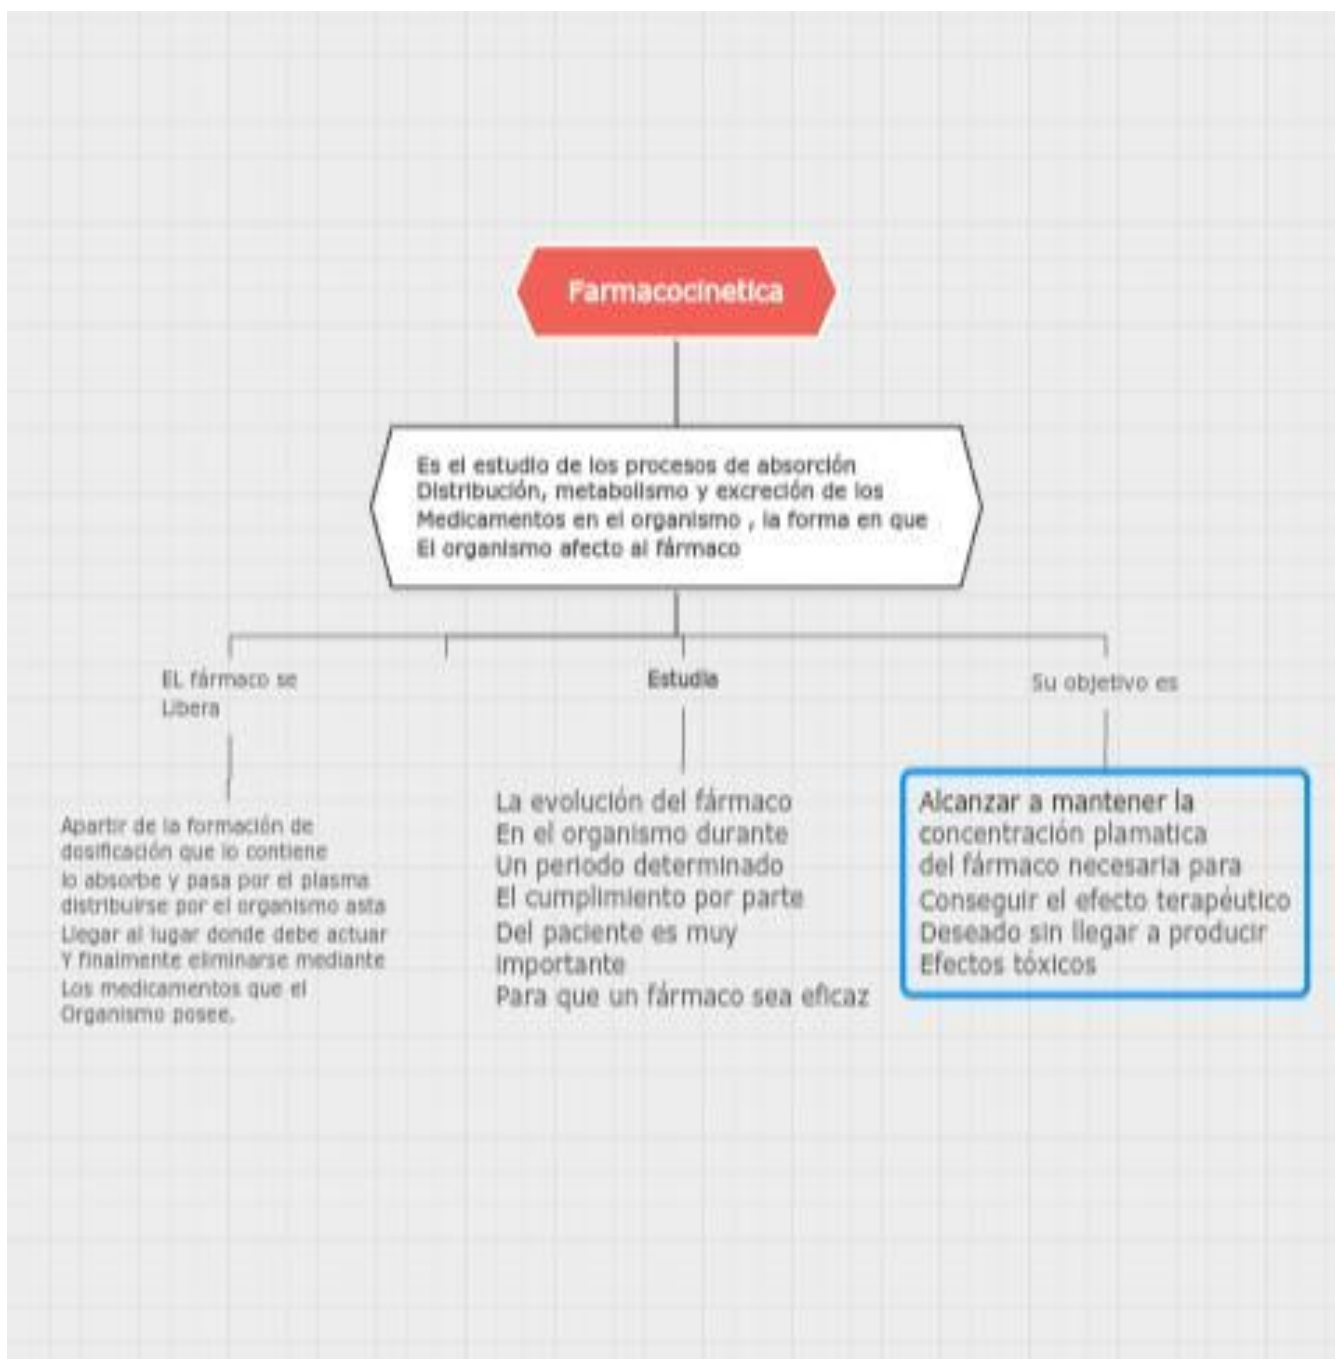 Farmacocinetica
Es el estudio de los procesos de absorción
Distribución, metabolismo y excreción de los
Medicamentos en el organismo , la forma en que
El organismo afecto al fármaco
EL fármaco se
Libera
Apartir de la formación de
dosificación que lo contiene
lo absorbe y pasa por el plasma
distribuirse por el organismo asta
Llegar al lugar donde debe actuar
Y finalmente eliminarse mediante
Los medicamentos que el
Organismo posee.
Estudia
La evolución del fármaco
En el organismo durante
Un periodo determinado
El cumplimiento por parte
Del paciente es muy
importante
Para que un fármaco sea eficaz
Su objetivo es
Alcanzar a mantener la
concentración plamatica
del fármaco necesaria para
Conseguir el efecto terapéutico
Deseado sin llegar a producir
Efectos tóxicos